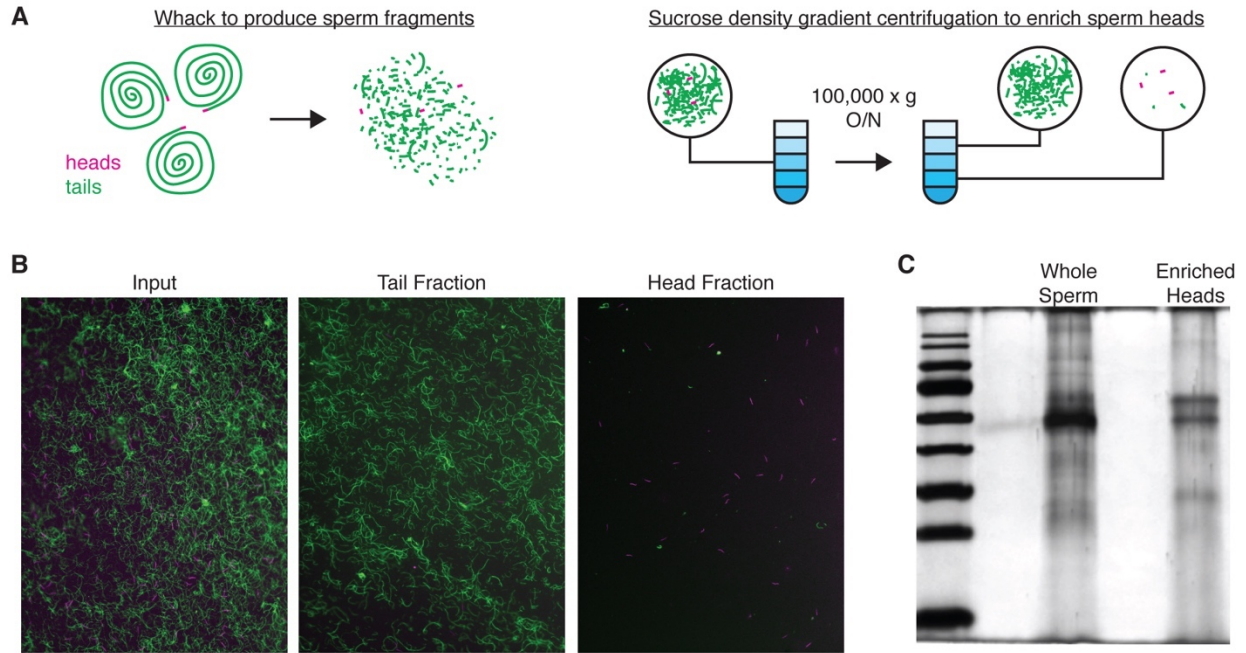 A
Whack to produce sperm fragments
Sucrose density gradient centrifugation to enrich sperm heads
heads
tails
100,000 x g
O/N
B
Input
Tail Fraction
Head Fraction
C
Whole
Sperm
Enriched
Heads